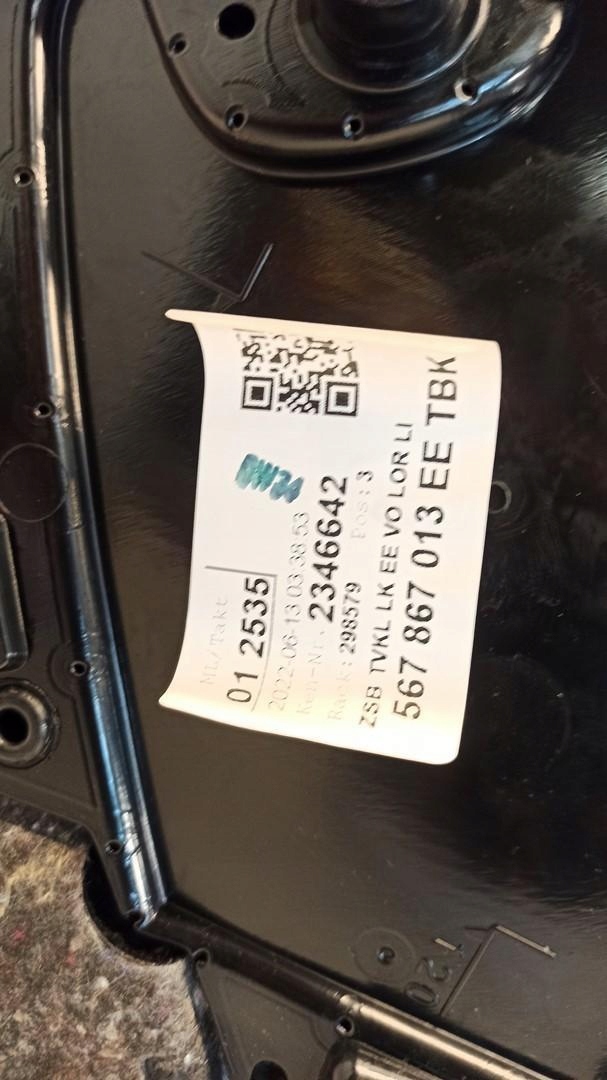 ML/Takt
01 2535
BW34
2022-06-13 03 38 53
Ken-Nr. 2346642
Rack: 298579 Pos: 3
ZSB TVKL LK EE VO LOR LI
567 867 013 EE TBK